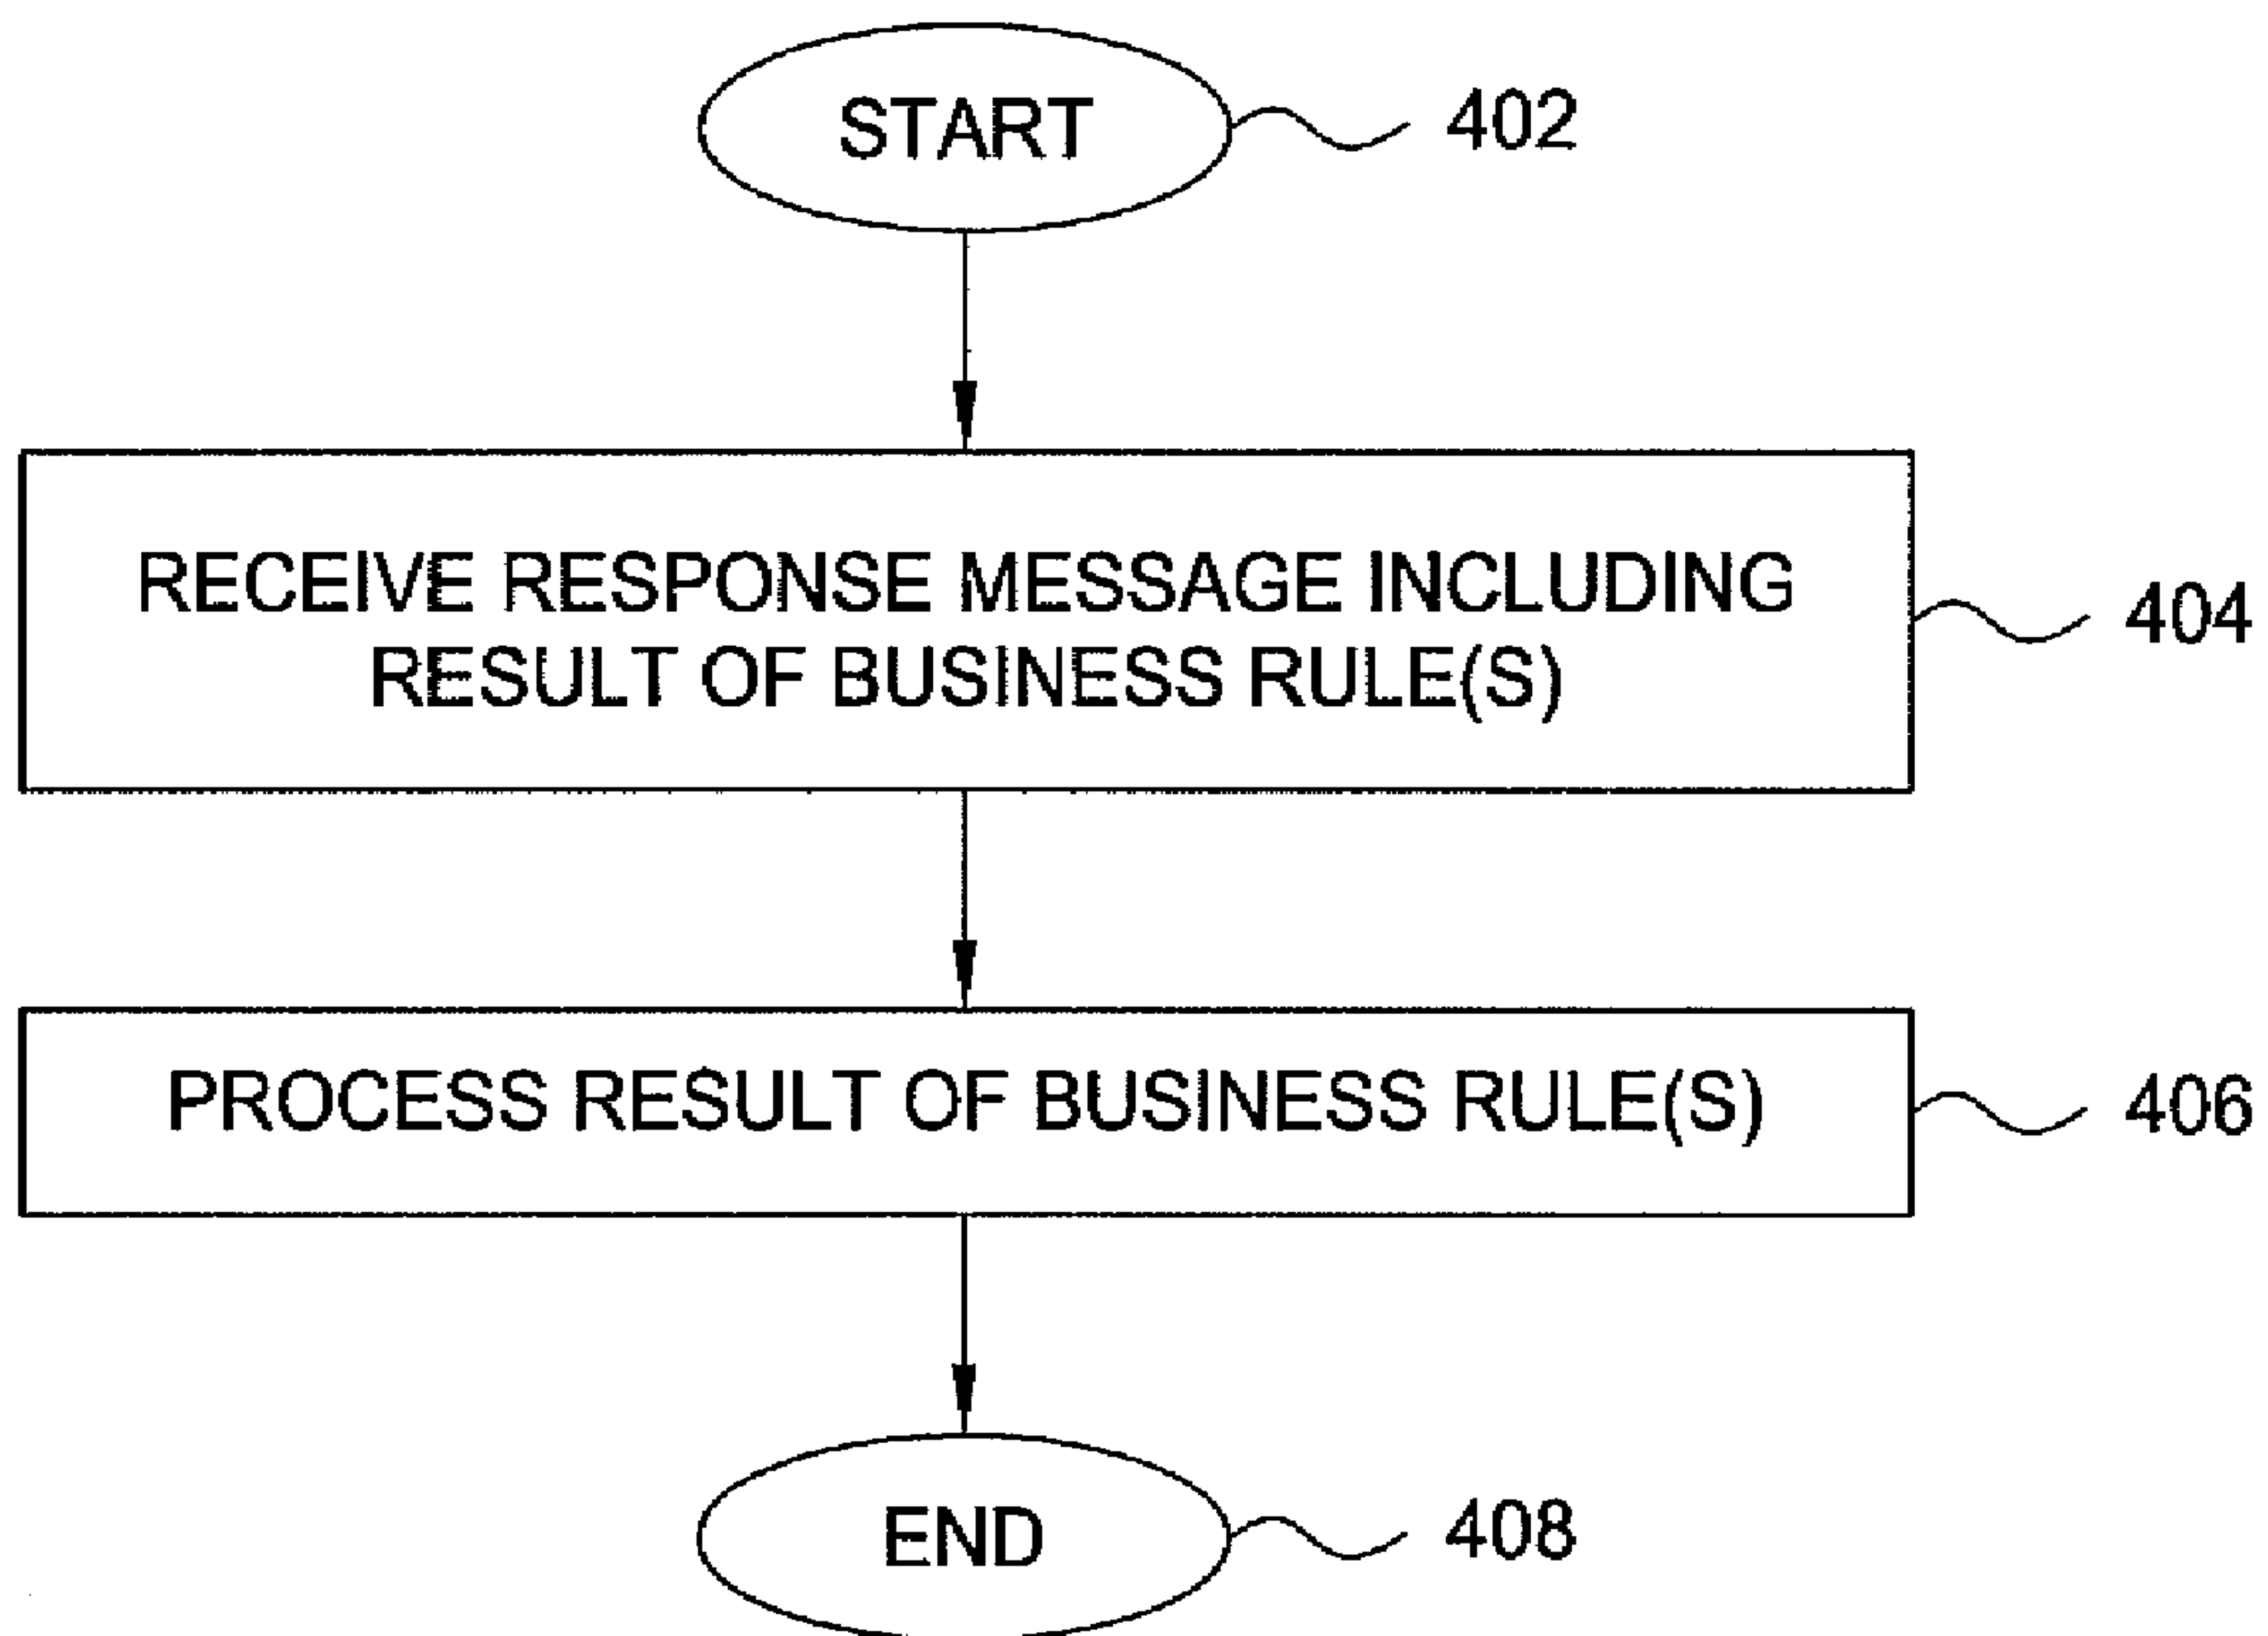 START
402
RECEIVE RESPONSE MESSAGE INCLUDING
RESULT OF BUSINESS RULE(S)
404
PROCESS RESULT OF BUSINESS RULE(S)
406
END
408